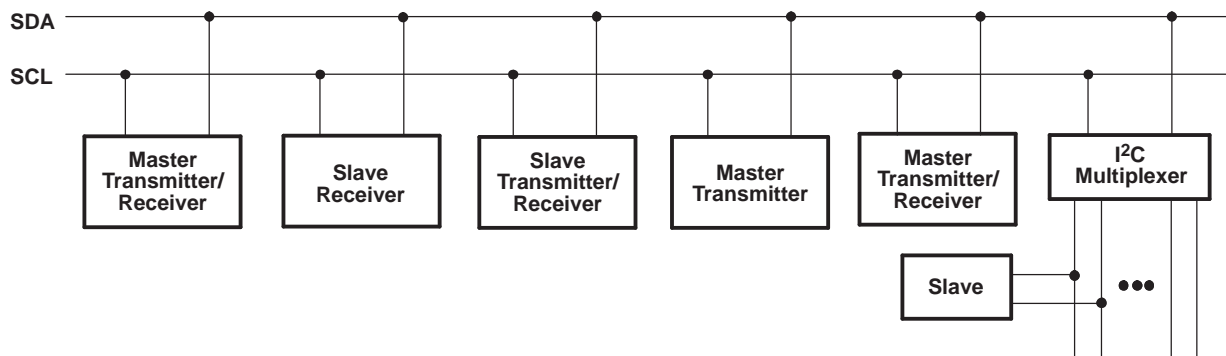 SDA
SCL
Master
Transmitter/
Receiver
Slave
Receiver
Slave
Transmitter/
Receiver
Master
Transmitter
Master
Transmitter/
Receiver
I²C
Multiplexer
Slave